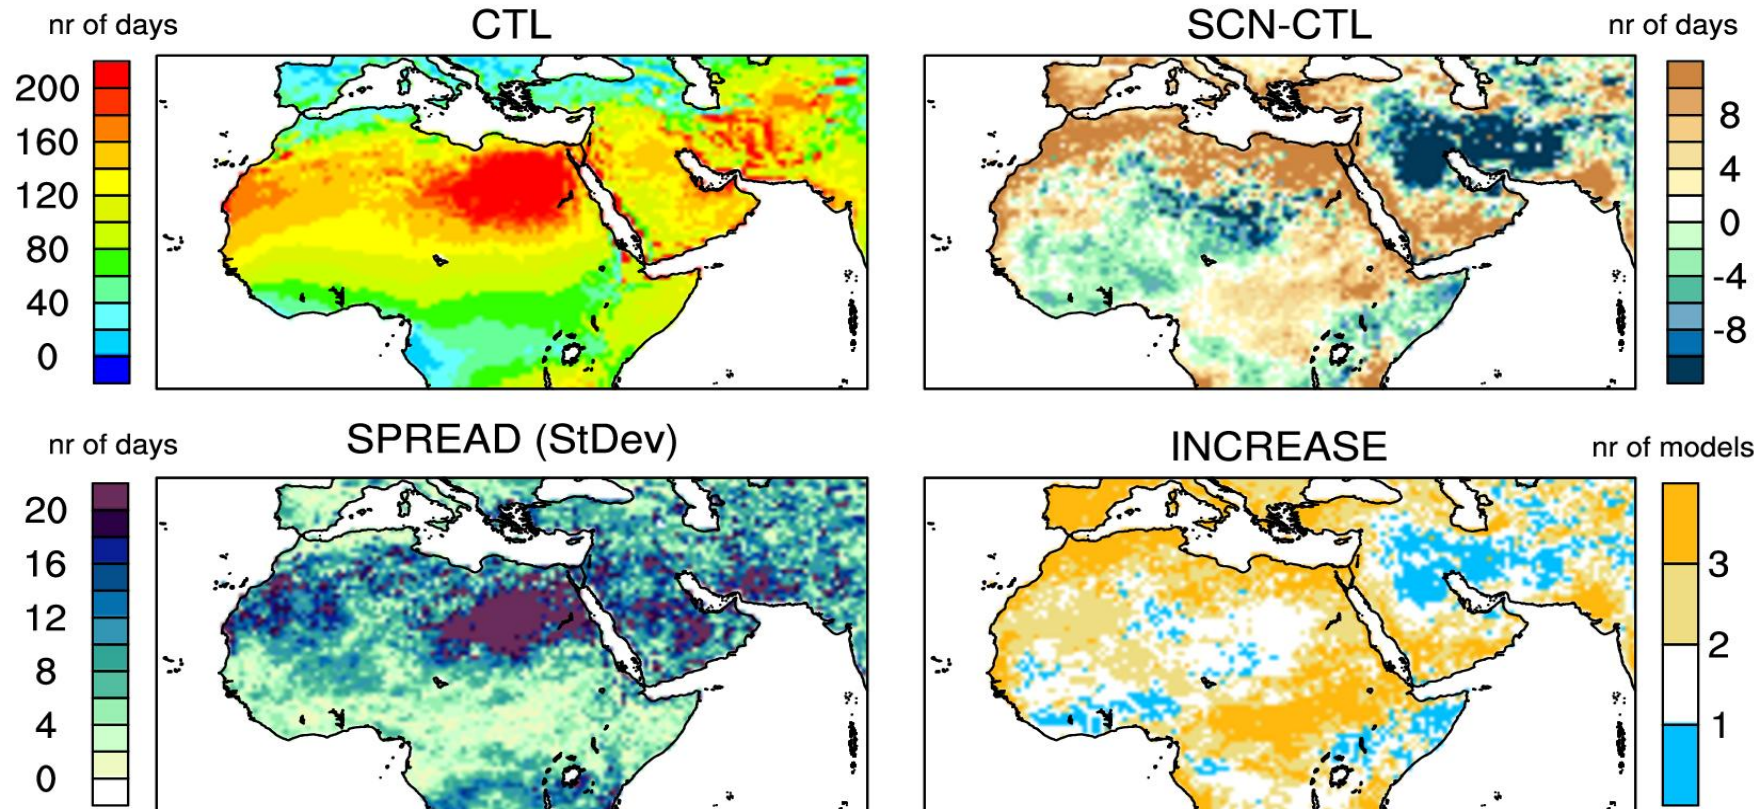 nr of days
CTL
200
160
120
80
40
0
SCN-CTL
nr of days
8
4
0
-4
-8
nr of days
SPREAD (StDev)
20
16
12
8
4
0
INCREASE
nr of models
3
2
1